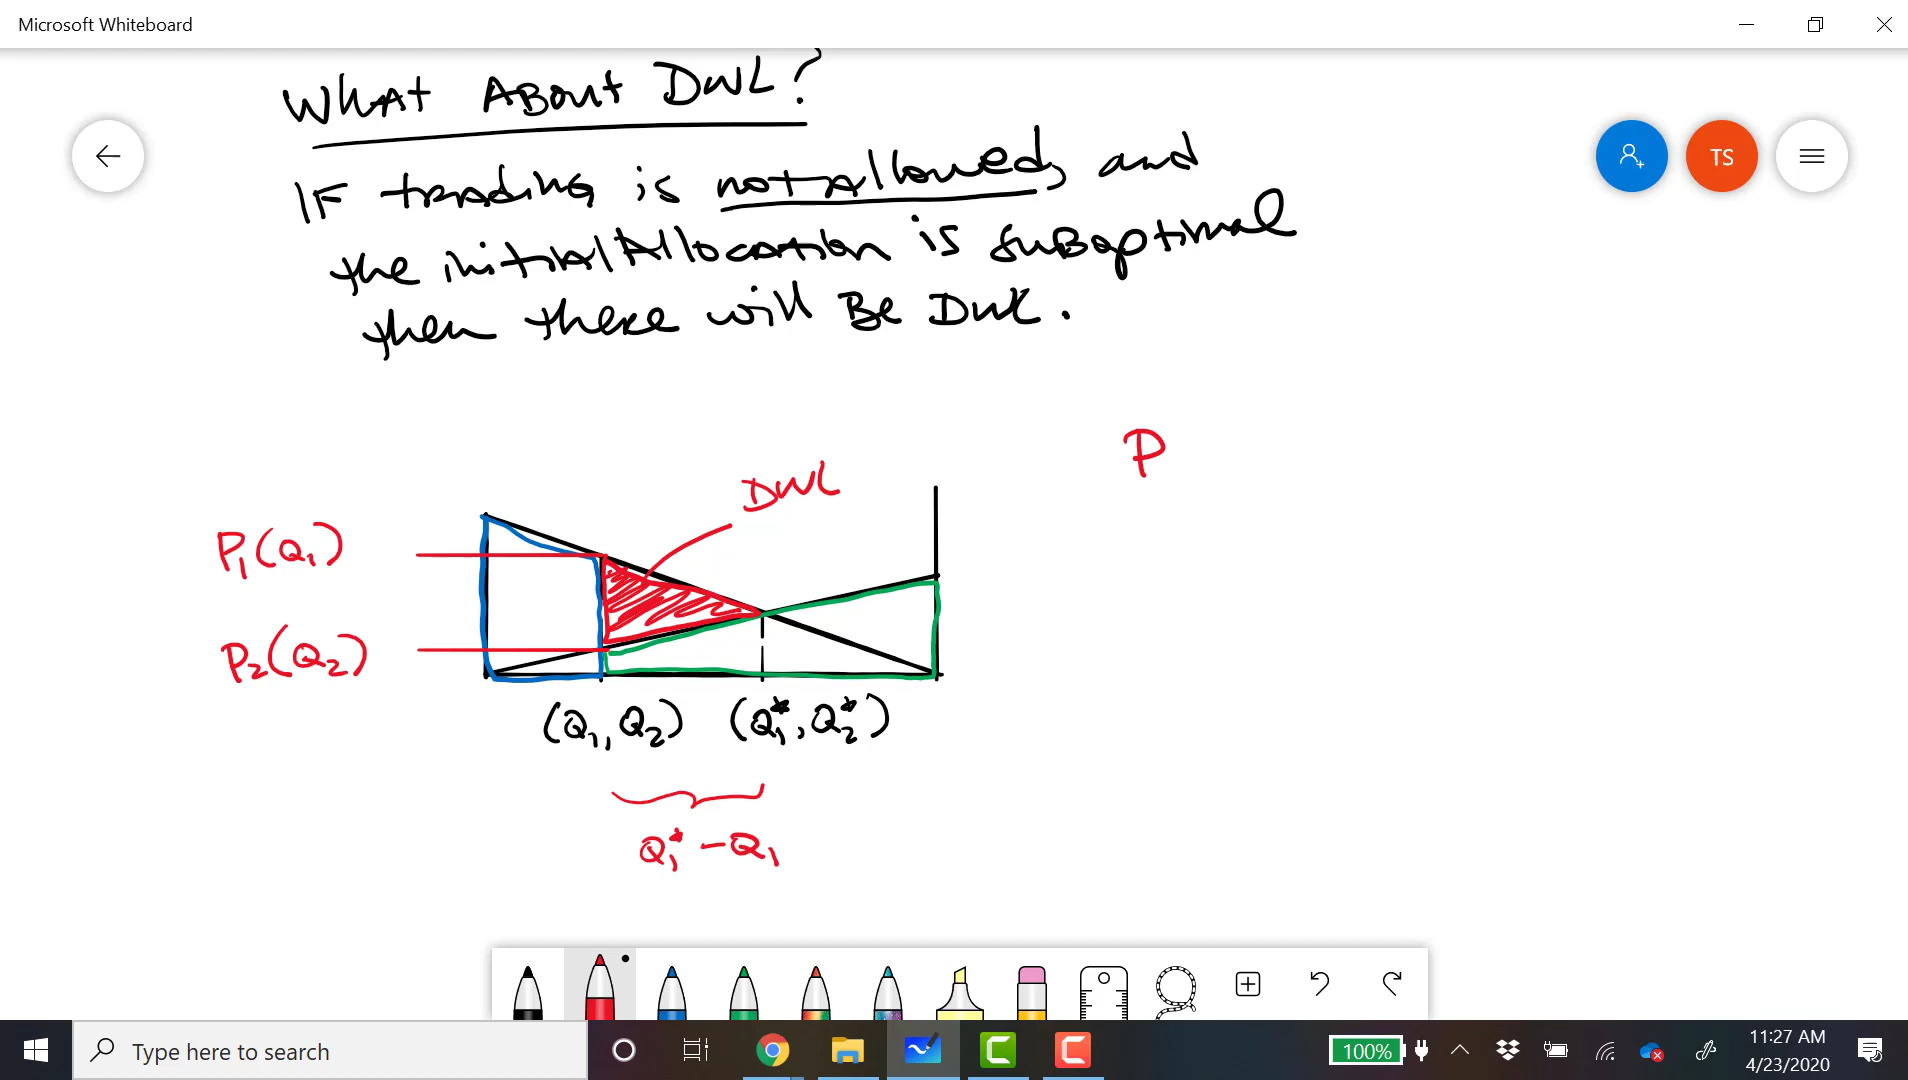 Microsoft Whiteboard
What About DWL?
TS
IF trading is not allowed, and
the initial Allocation is suboptimal
then there will Be DWL.
P
DWL
P₁(Q₁)
P₂(Q₂)
(Q₁, Q₂) (Q₁*, Q₂*)
Q₁* - Q₁
Type here to search
100%
11:27 AM
4/23/2020